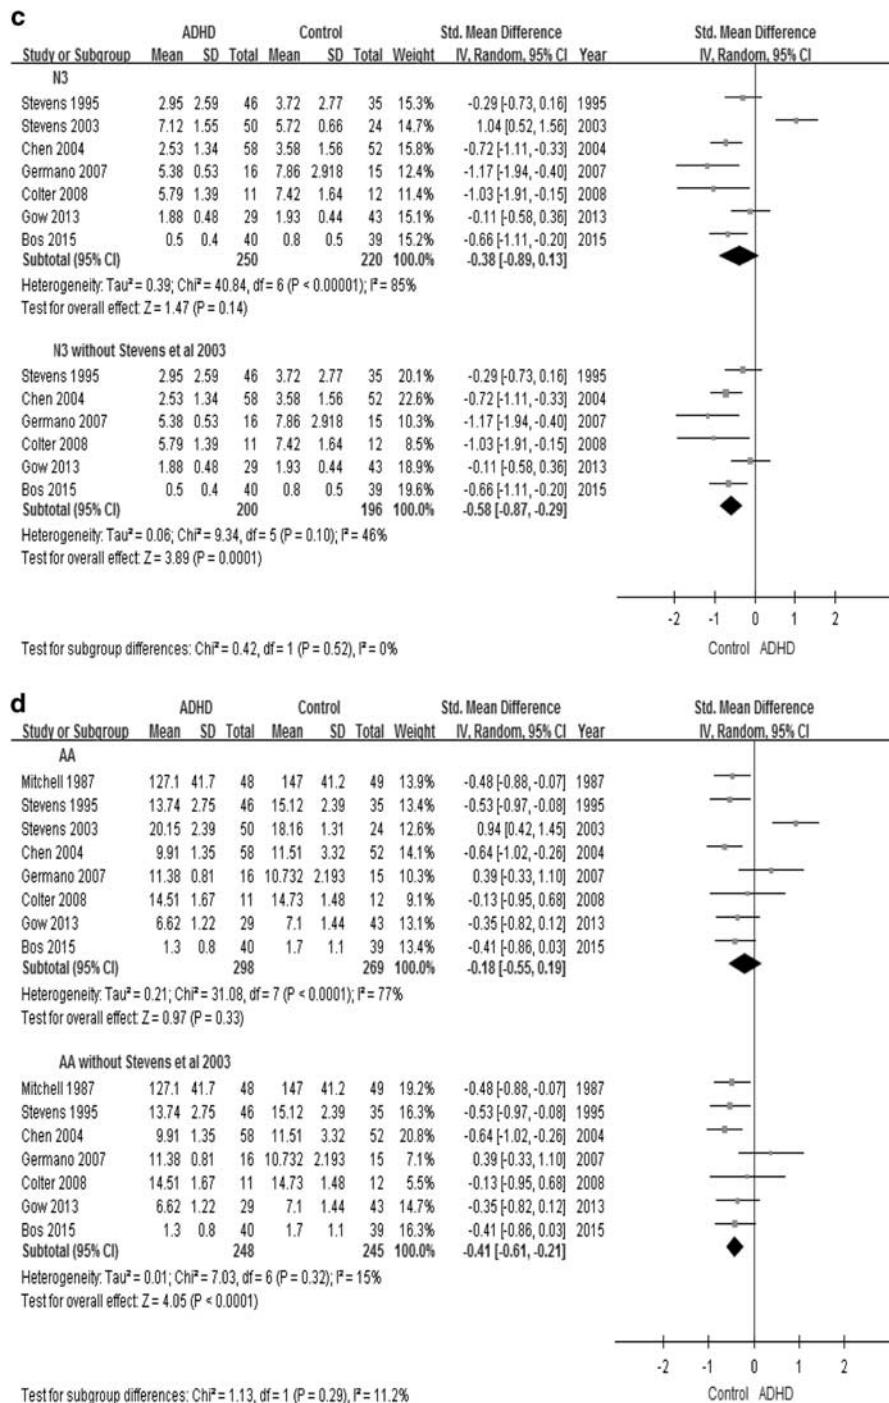 c
ADHD Control Std. Mean Difference Std. Mean Difference
Study or Subgroup Mean SD Total Mean SD Total Weight IV, Random, 95% CI Year IV, Random, 95% CI
N3
Stevens 1995 2.95 2.59 46 3.72 2.77 35 15.3% -0.29 [-0.73, 0.16] 1995
Stevens 2003 7.12 1.55 50 5.72 0.66 24 14.7% 1.04 [0.52, 1.56] 2003
Chen 2004 2.53 1.34 58 3.58 1.56 52 15.8% -0.72 [-1.11, -0.33] 2004
Germano 2007 5.38 0.53 16 7.86 2.918 15 12.4% -1.17 [-1.94, -0.40] 2007
Colter 2008 5.79 1.39 11 7.42 1.64 12 11.4% -1.03 [-1.91, -0.15] 2008
Gow 2013 1.88 0.48 29 1.93 0.44 43 15.1% -0.11 [-0.58, 0.36] 2013
Bos 2015 0.5 0.4 40 0.8 0.5 39 15.2% -0.66 [-1.11, -0.20] 2015
Subtotal (95% CI) 250 220 100.0% -0.38 [-0.89, 0.13]
Heterogeneity: Tau² = 0.39; Chi² = 40.84, df = 6 (P < 0.00001); I² = 85%
Test for overall effect: Z = 1.47 (P = 0.14)
N3 without Stevens et al 2003
Stevens 1995 2.95 2.59 46 3.72 2.77 35 20.1% -0.29 [-0.73, 0.16] 1995
Chen 2004 2.53 1.34 58 3.58 1.56 52 22.6% -0.72 [-1.11, -0.33] 2004
Germano 2007 5.38 0.53 16 7.86 2.918 15 10.3% -1.17 [-1.94, -0.40] 2007
Colter 2008 5.79 1.39 11 7.42 1.64 12 8.5% -1.03 [-1.91, -0.15] 2008
Gow 2013 1.88 0.48 29 1.93 0.44 43 18.9% -0.11 [-0.58, 0.36] 2013
Bos 2015 0.5 0.4 40 0.8 0.5 39 19.6% -0.66 [-1.11, -0.20] 2015
Subtotal (95% CI) 200 196 100.0% -0.58 [-0.87, -0.29]
Heterogeneity: Tau² = 0.06; Chi² = 9.34, df = 5 (P = 0.10); I² = 46%
Test for overall effect: Z = 3.89 (P = 0.0001)
-2 -1 0 1 2
Test for subgroup differences: Chi² = 0.42, df = 1 (P = 0.52), I² = 0% Control ADHD
d
ADHD Control Std. Mean Difference Std. Mean Difference
Study or Subgroup Mean SD Total Mean SD Total Weight IV, Random, 95% CI Year IV, Random, 95% CI
AA
Mitchell 1987 127.1 41.7 48 147 41.2 49 13.9% -0.48 [-0.88, -0.07] 1987
Stevens 1995 13.74 2.75 46 15.12 2.39 35 13.4% -0.53 [-0.97, -0.08] 1995
Stevens 2003 20.15 2.39 50 18.16 1.31 24 12.6% 0.94 [0.42, 1.45] 2003
Chen 2004 9.91 1.35 58 11.51 3.32 52 14.1% -0.64 [-1.02, -0.26] 2004
Germano 2007 11.38 0.81 16 10.732 2.193 15 10.3% 0.39 [-0.33, 1.10] 2007
Colter 2008 14.51 1.67 11 14.73 1.48 12 9.1% -0.13 [-0.95, 0.68] 2008
Gow 2013 6.62 1.22 29 7.1 1.44 43 13.1% -0.35 [-0.82, 0.12] 2013
Bos 2015 1.3 0.8 40 1.7 1.1 39 13.4% -0.41 [-0.86, 0.03] 2015
Subtotal (95% CI) 298 269 100.0% -0.18 [-0.55, 0.19]
Heterogeneity: Tau² = 0.21; Chi² = 31.08, df = 7 (P < 0.0001); I² = 77%
Test for overall effect: Z = 0.97 (P = 0.33)
AA without Stevens et al 2003
Mitchell 1987 127.1 41.7 48 147 41.2 49 19.2% -0.48 [-0.88, -0.07] 1987
Stevens 1995 13.74 2.75 46 15.12 2.39 35 16.3% -0.53 [-0.97, -0.08] 1995
Chen 2004 9.91 1.35 58 11.51 3.32 52 20.8% -0.64 [-1.02, -0.26] 2004
Germano 2007 11.38 0.81 16 10.732 2.193 15 7.1% 0.39 [-0.33, 1.10] 2007
Colter 2008 14.51 1.67 11 14.73 1.48 12 5.5% -0.13 [-0.95, 0.68] 2008
Gow 2013 6.62 1.22 29 7.1 1.44 43 14.7% -0.35 [-0.82, 0.12] 2013
Bos 2015 1.3 0.8 40 1.7 1.1 39 16.3% -0.41 [-0.86, 0.03] 2015
Subtotal (95% CI) 248 245 100.0% -0.41 [-0.61, -0.21]
Heterogeneity: Tau² = 0.01; Chi² = 7.03, df = 6 (P = 0.32); I² = 15%
Test for overall effect: Z = 4.05 (P < 0.0001)
-2 -1 0 1 2
Test for subgroup differences: Chi² = 1.13, df = 1 (P = 0.29), I² = 11.2% Control ADHD